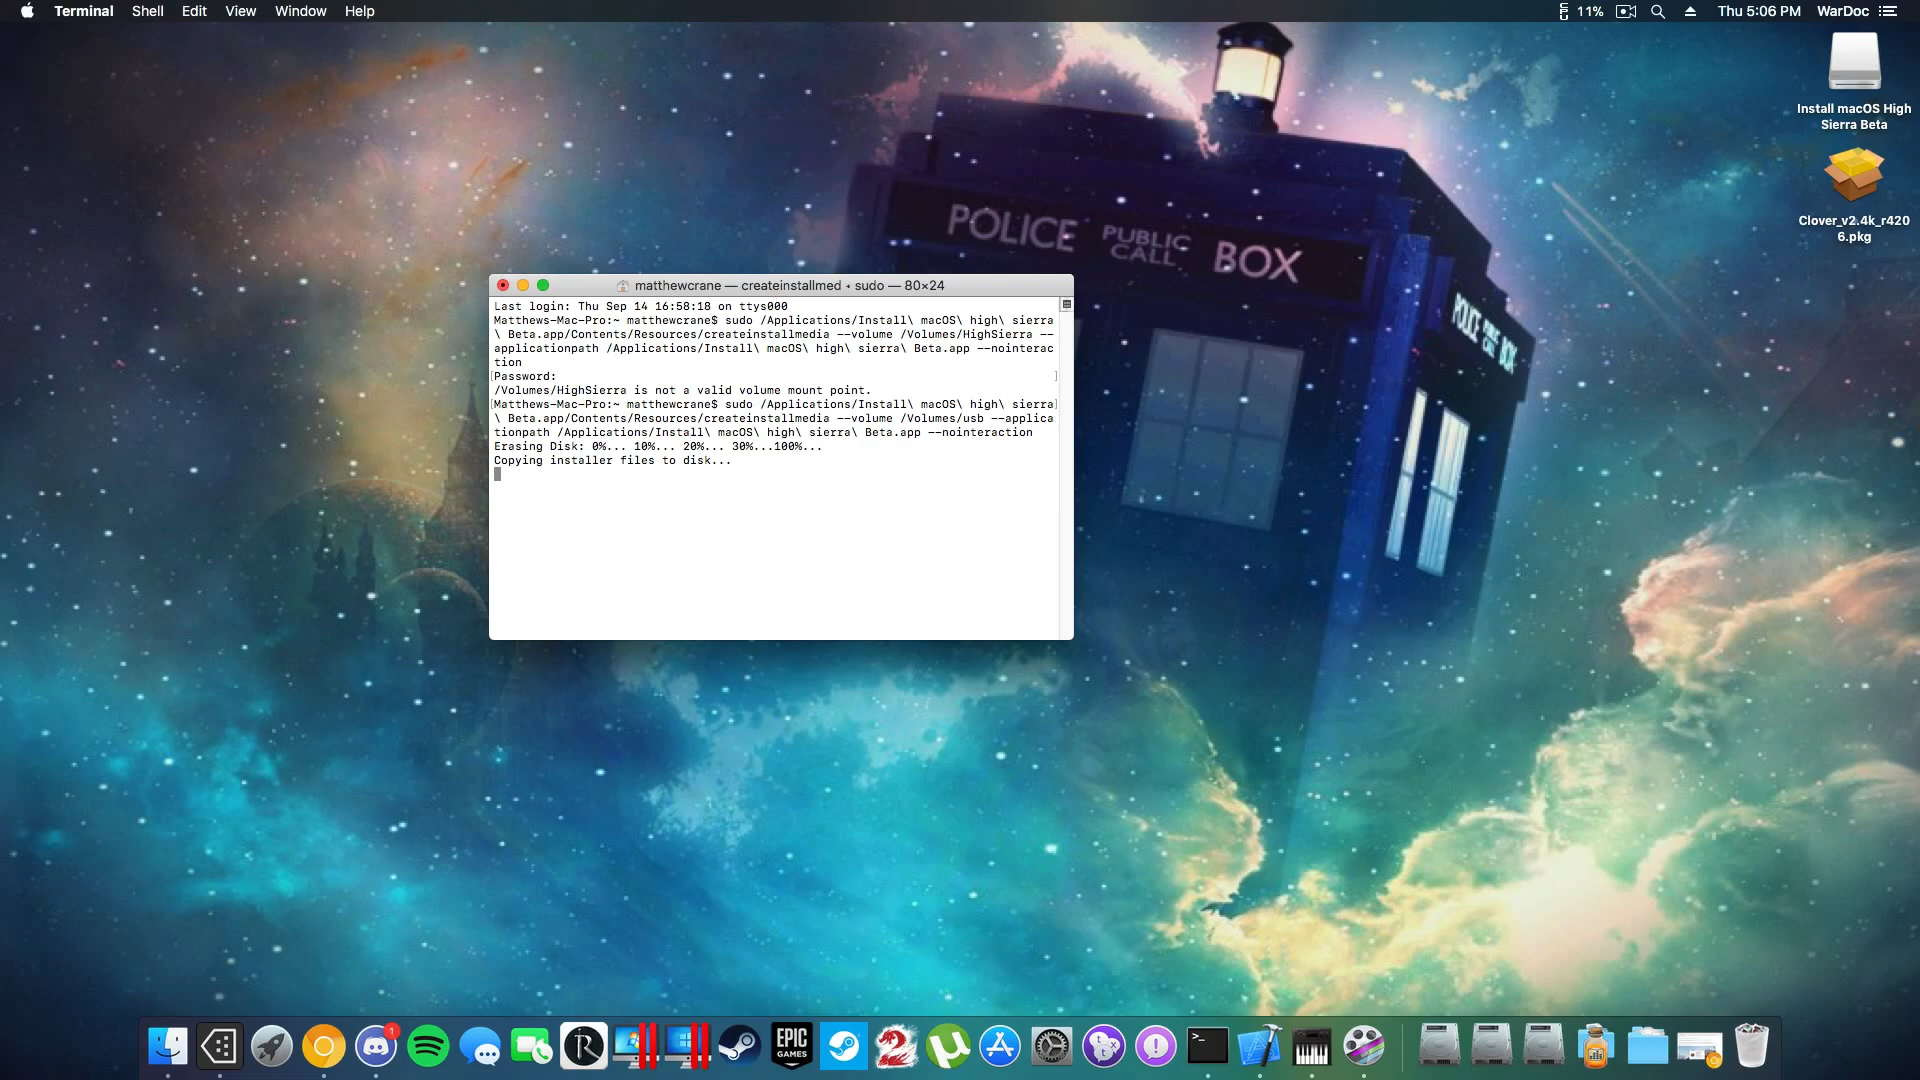 Terminal Shell Edit View Window Help 11% Thu 5:06 PM WarDoc
Install macOS High
Sierra Beta
Clover_v2.4k_r420
6.pkg
POLICE PUBLIC CALL BOX
POLICE PUBLIC CALL BOX
matthewcrane — createinstallmed • sudo — 80×24
Last login: Thu Sep 14 16:58:18 on ttys000
Matthews-Mac-Pro:~ matthewcrane$ sudo /Applications/Install\ macOS\ high\ sierra
\ Beta.app/Contents/Resources/createinstallmedia --volume /Volumes/HighSierra --
applicationpath /Applications/Install\ macOS\ high\ sierra\ Beta.app --nointerac
tion
[Password: ]
/Volumes/HighSierra is not a valid volume mount point.
[Matthews-Mac-Pro:~ matthewcrane$ sudo /Applications/Install\ macOS\ high\ sierra]
\ Beta.app/Contents/Resources/createinstallmedia --volume /Volumes/usb --applica
tionpath /Applications/Install\ macOS\ high\ sierra\ Beta.app --nointeraction
Erasing Disk: 0%... 10%... 20%... 30%...100%...
Copying installer files to disk...
1
EPIC
GAMES
t t x
>_